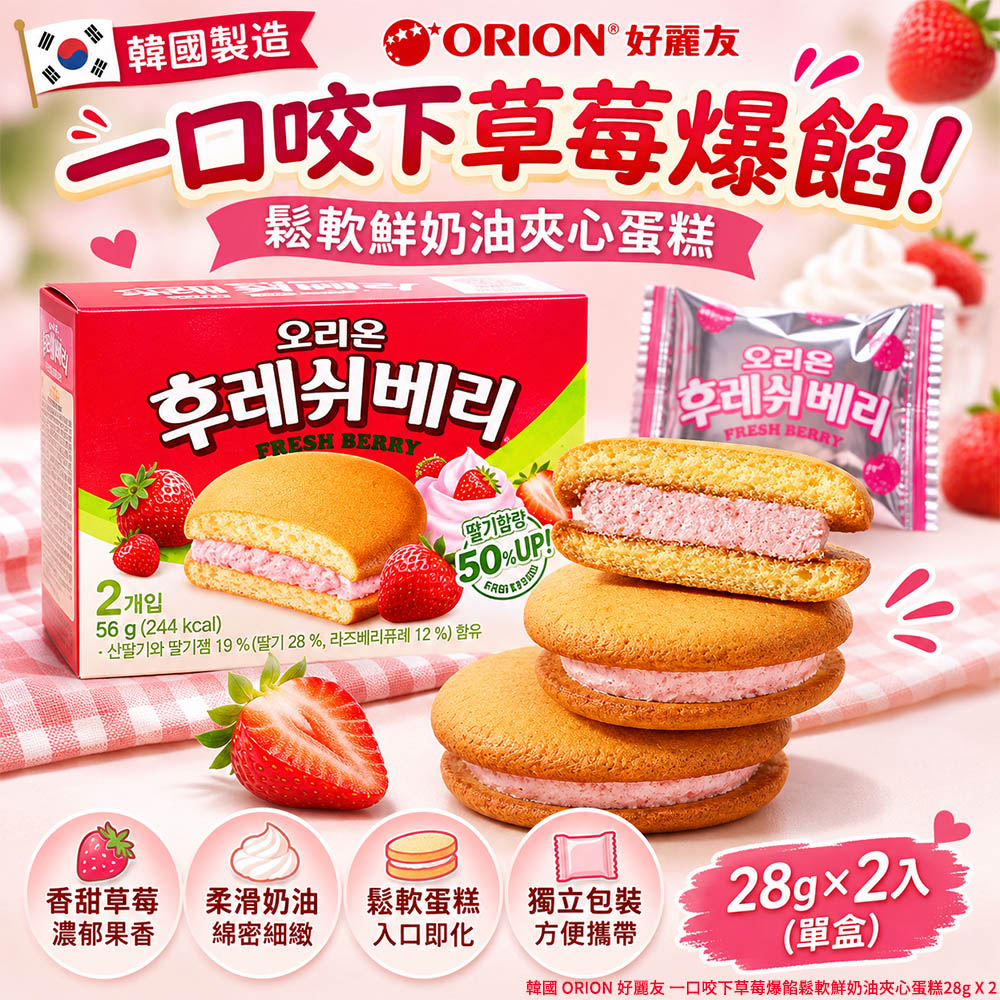 韓國製造
ORION® 好麗友
一口咬下草莓爆餡!
鬆軟鮮奶油夾心蛋糕
오리온
후레쉬베리
FRESH BERRY
딸기함량
50%UP!
2개입
56 g (244 kcal)
· 산딸기와 딸기잼 19 % (딸기 28 %, 라즈베리퓨레 12 %) 함유
오리온
후레쉬베리
FRESH BERRY
香甜草莓
濃郁果香
柔滑奶油
綿密細緻
鬆軟蛋糕
入口即化
獨立包裝
方便攜帶
28g×2入
(單盒)
韓國 ORION 好麗友 一口咬下草莓爆餡鬆軟鮮奶油夾心蛋糕28g X 2